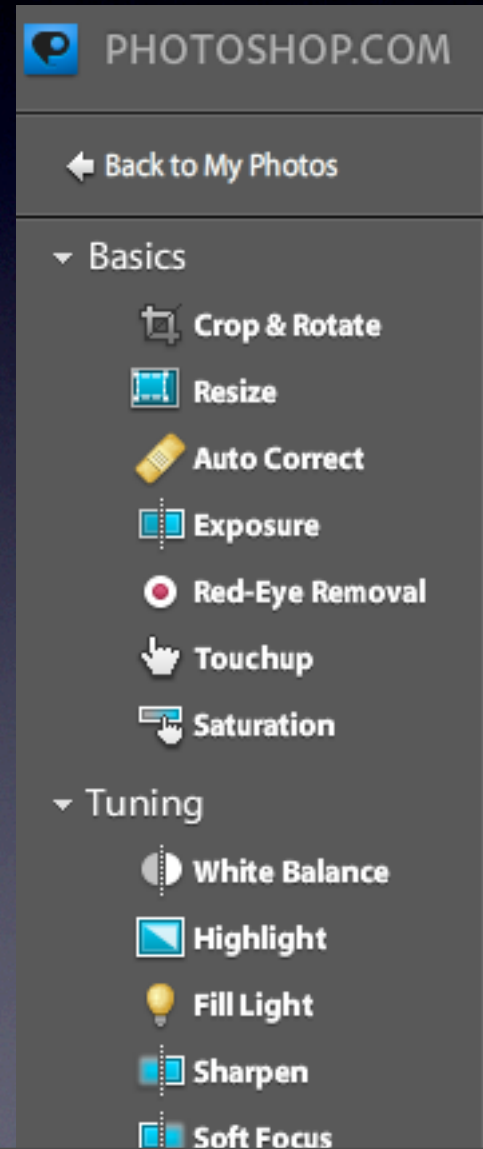 PHOTOSHOP.COM
Back to My Photos
Basics
Crop & Rotate
Resize
Auto Correct
Exposure
Red-Eye Removal
Touchup
Saturation
Tuning
White Balance
Highlight
Fill Light
Sharpen
Soft Focus